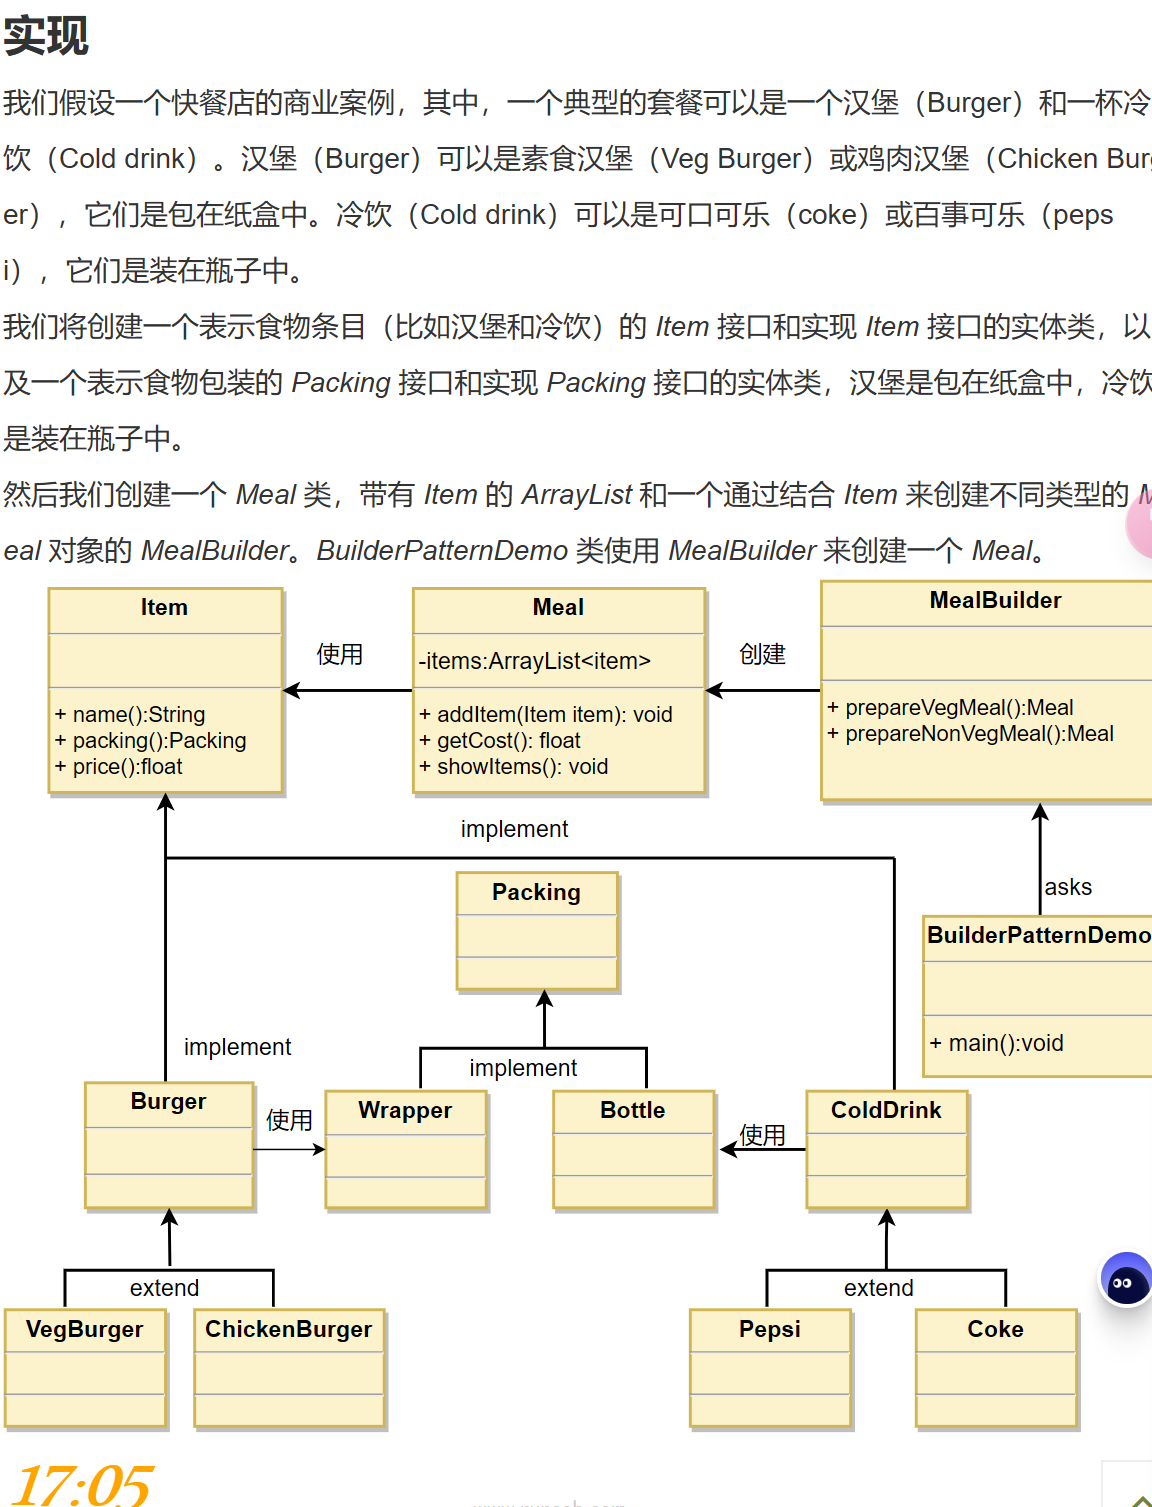 实现
我们假设一个快餐店的商业案例，其中，一个典型的套餐可以是一个汉堡（Burger）和一杯冷
饮（Cold drink）。汉堡（Burger）可以是素食汉堡（Veg Burger）或鸡肉汉堡（Chicken Burg
er），它们是包在纸盒中。冷饮（Cold drink）可以是可口可乐（coke）或百事可乐（peps
i），它们是装在瓶子中。
我们将创建一个表示食物条目（比如汉堡和冷饮）的 Item 接口和实现 Item 接口的实体类，以
及一个表示食物包装的 Packing 接口和实现 Packing 接口的实体类，汉堡是包在纸盒中，冷饮
是装在瓶子中。
然后我们创建一个 Meal 类，带有 Item 的 ArrayList 和一个通过结合 Item 来创建不同类型的 M
eal 对象的 MealBuilder。BuilderPatternDemo 类使用 MealBuilder 来创建一个 Meal。
Item
+ name():String
+ packing():Packing
+ price():float
使用
Meal
-items:ArrayList<item>
+ addItem(Item item): void
+ getCost(): float
+ showItems(): void
创建
MealBuilder
+ prepareVegMeal():Meal
+ prepareNonVegMeal():Meal
implement
Packing
asks
BuilderPatternDemo
+ main():void
implement
implement
Burger
使用
Wrapper
Bottle
使用
ColdDrink
extend
extend
VegBurger
ChickenBurger
Pepsi
Coke
17:05